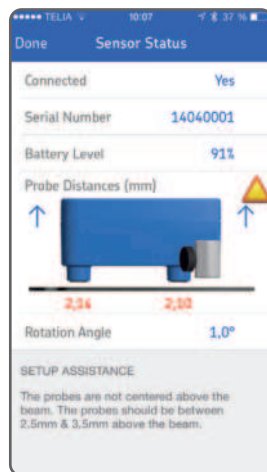 TELIA 10:07 37 %
Done Sensor Status
Connected Yes
Serial Number 14040001
Battery Level 91%
Probe Distances (mm)
2,14 2,10
Rotation Angle 1,0°
SETUP ASSISTANCE
The probes are not centered above the
beam. The probes should be between
2.5mm & 3.5mm above the beam.